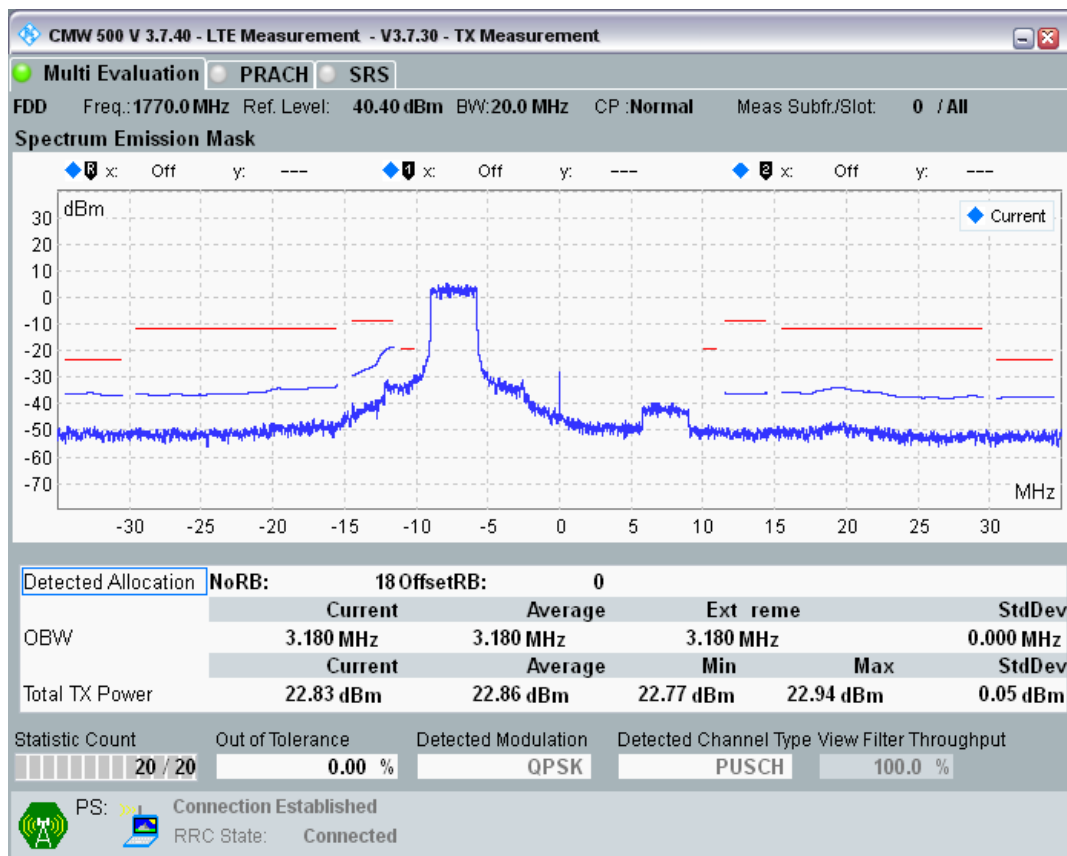 CMW 500 V 3.7.40 - LTE Measurement - V3.7.30 - TX Measurement
Multi Evaluation PRACH SRS
FDD Freq.:1770.0 MHz Ref. Level: 40.40 dBm BW:20.0 MHz CP :Normal Meas Subfr./Slot: 0 / All
Spectrum Emission Mask
R x: Off y: --- 1 x: Off y: --- 2 x: Off y: ---
dBm
Current
30
20
10
0
-10
-20
-30
-40
-50
-60
-70
MHz
-30 -25 -20 -15 -10 -5 0 5 10 15 20 25 30
Detected Allocation NoRB: 18 OffsetRB: 0
Current Average Ext reme StdDev
OBW 3.180 MHz 3.180 MHz 3.180 MHz 0.000 MHz
Current Average Min Max StdDev
Total TX Power 22.83 dBm 22.86 dBm 22.77 dBm 22.94 dBm 0.05 dBm
Statistic Count Out of Tolerance Detected Modulation Detected Channel Type View Filter Throughput
20 / 20 0.00 % QPSK PUSCH 100.0 %
PS: Connection Established
RRC State: Connected